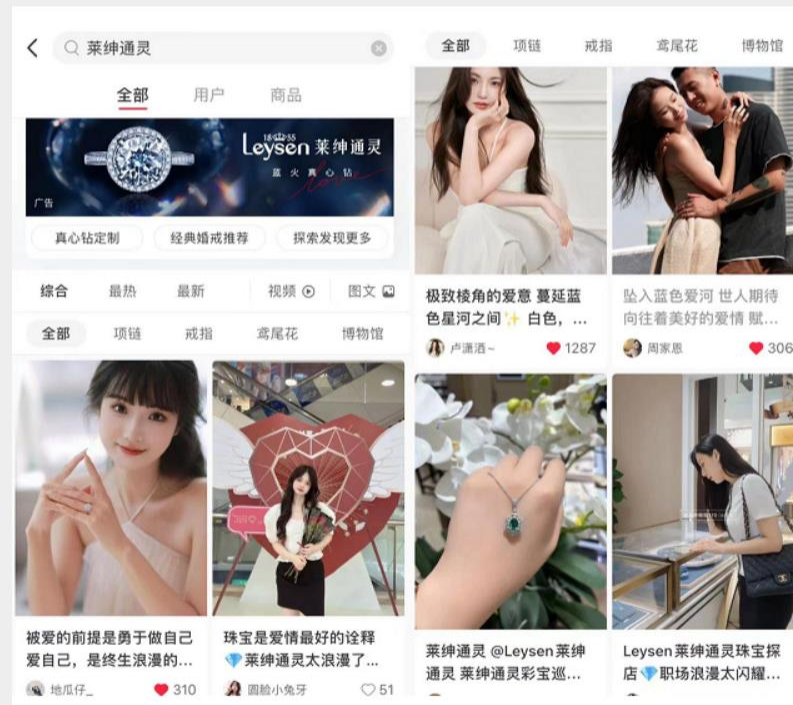 莱绅通灵
全部 用户 商品
Leysen 莱绅通灵
蓝火真心钻
love
广告
真心钻定制 经典婚戒推荐 探索发现更多
综合 最热 最新 视频 图文
全部 项链 戒指 鸢尾花 博物馆
被爱的前提是勇于做自己
爱自己，是终生浪漫的...
地瓜仔_ 310
珠宝是爱情最好的诠释
💎莱绅通灵太浪漫了...
圆脸小兔牙 51
全部 项链 戒指 鸢尾花 博物馆
极致棱角的爱意 蔓延蓝
色星河之间✨ 白色，...
卢潇洒~ 1287
坠入蓝色爱河 世人期待
向往着美好的爱情 赋...
周家恩 306
莱绅通灵 @Leysen莱绅
通灵 莱绅通灵彩宝巡...
Leysen莱绅通灵珠宝探
店💎职场浪漫太闪耀...